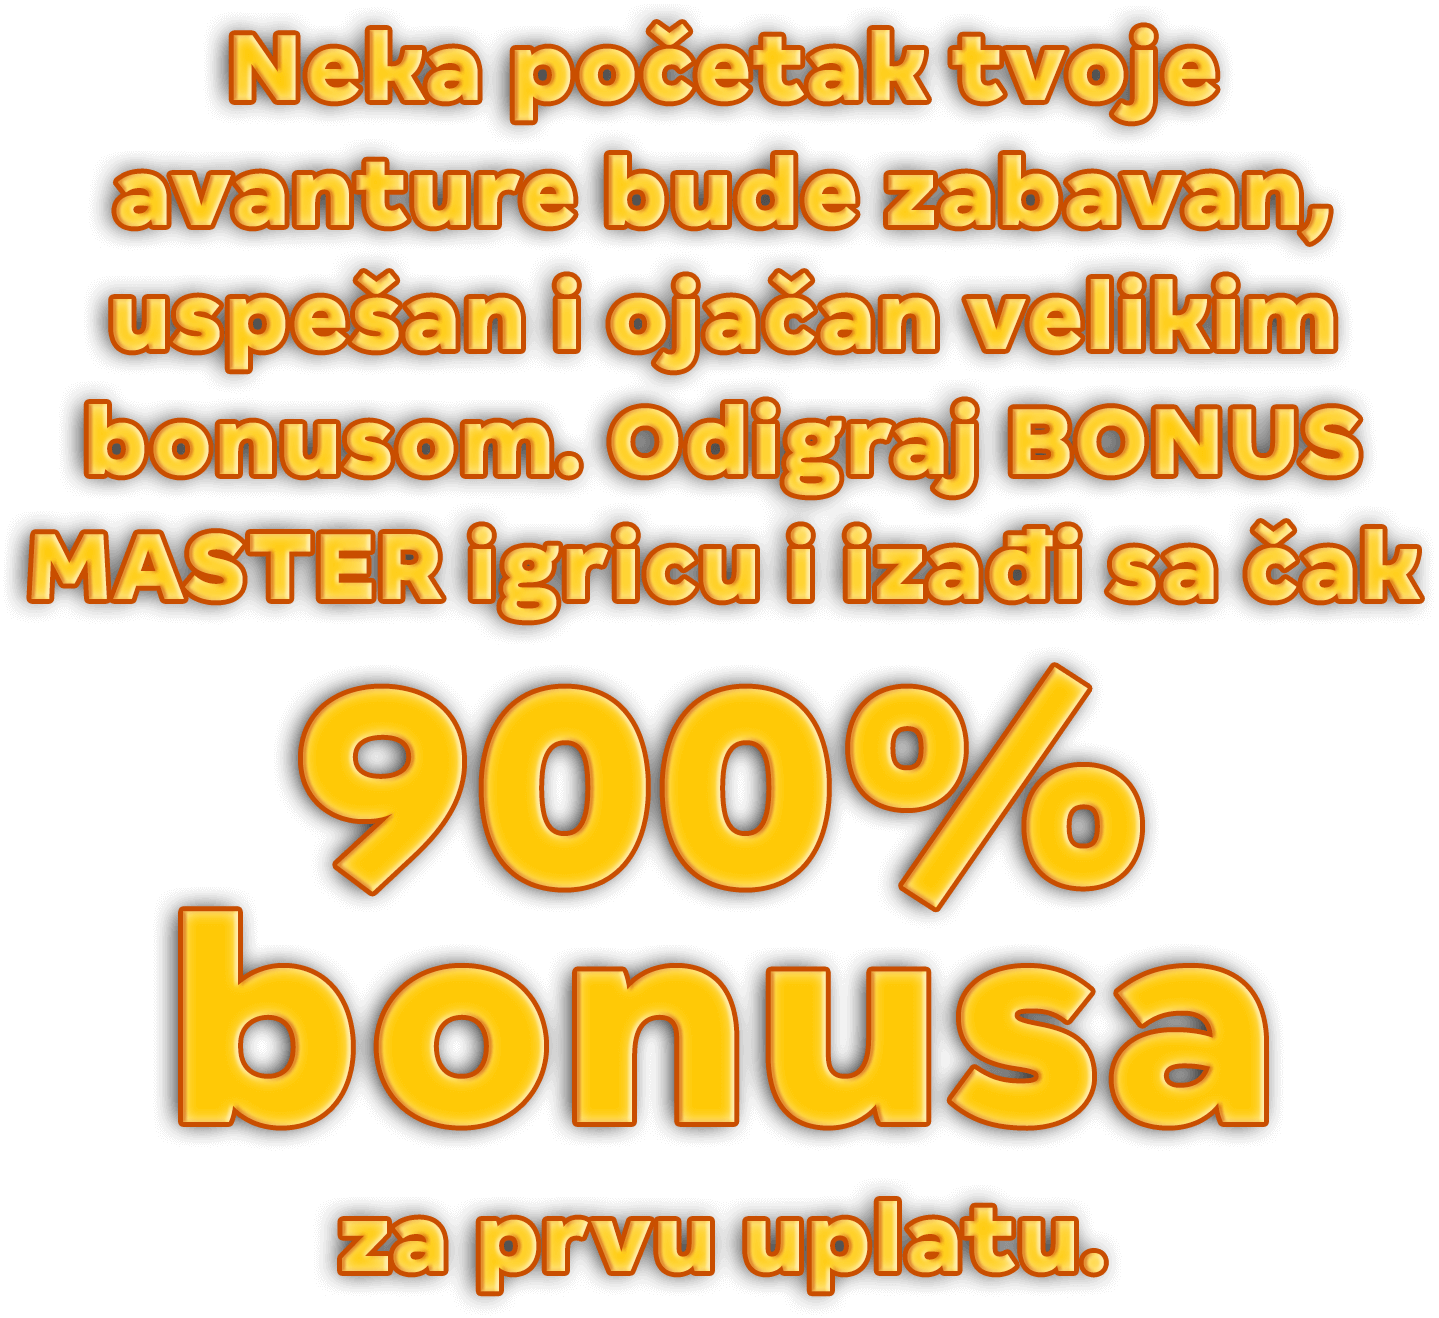 Neka početak tvoje
avanture bude zabavan,
uspešan i ojačan velikim
bonusom. Odigraj BONUS
MASTER igricu i izađi sa čak
900%
bonusa
za prvu uplatu.